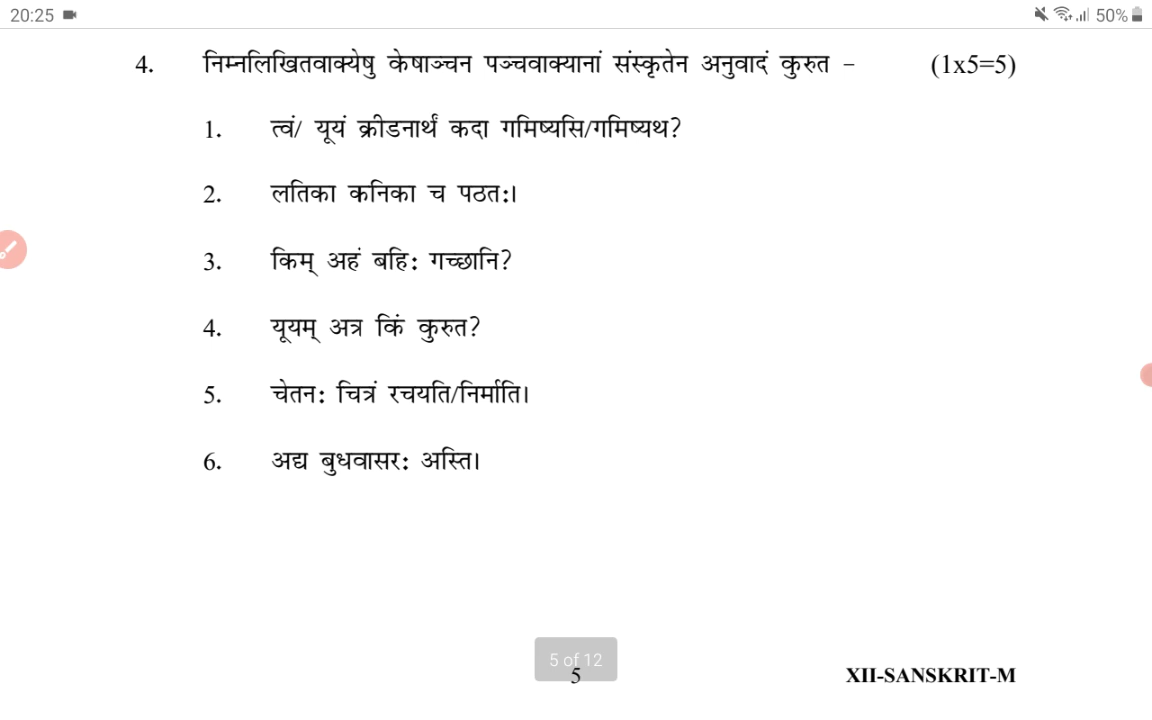 20:25 50%
4. निम्नलिखितवाक्येषु केषाञ्चन पञ्चवाक्यानां संस्कृतेन अनुवादं कुरुत – (1x5=5)
1. त्वं/ यूयं क्रीडनार्थं कदा गमिष्यसि/गमिष्यथ?
2. लतिका कनिका च पठत:।
3. किम् अहं बहि: गच्छानि?
4. यूयम् अत्र किं कुरुत?
5. चेतन: चित्रं रचयति/निर्माति।
6. अद्य बुधवासर: अस्ति।
5 of 12
5 XII-SANSKRIT-M